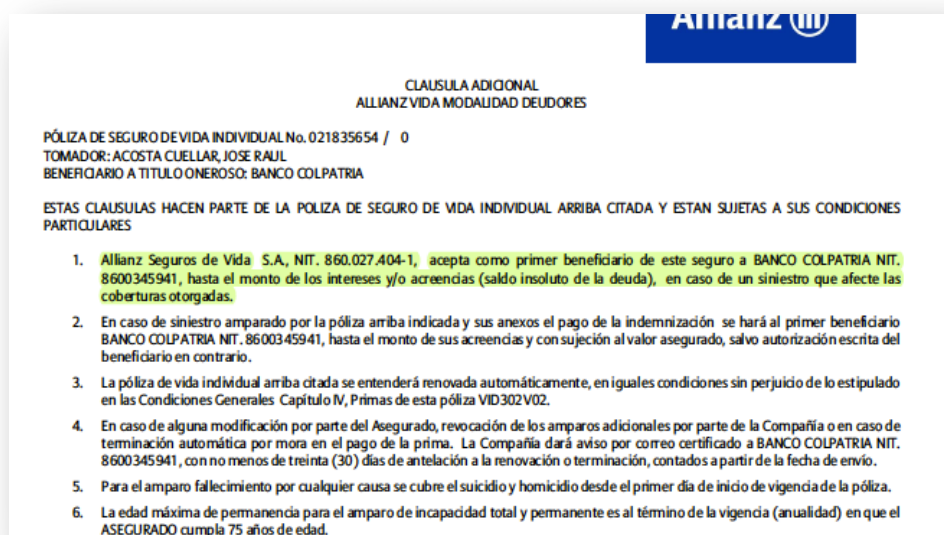 Allianz
CLAUSULA ADICIONAL
ALLIANZ VIDA MODALIDAD DEUDORES
PÓLIZA DE SEGURO DE VIDA INDIVIDUAL No. 021835654 / 0
TOMADOR: ACOSTA CUELLAR, JOSE RAUL
BENEFICIARIO A TITULO ONEROSO: BANCO COLPATRIA
ESTAS CLAUSULAS HACEN PARTE DE LA POLIZA DE SEGURO DE VIDA INDIVIDUAL ARRIBA CITADA Y ESTAN SUJETAS A SUS CONDICIONES
PARTICULARES
1. Allianz Seguros de Vida S.A., NIT. 860.027.404-1, acepta como primer beneficiario de este seguro a BANCO COLPATRIA NIT.
8600345941, hasta el monto de los intereses y/o acreencias (saldo insoluto de la deuda), en caso de un siniestro que afecte las
coberturas otorgadas.
2. En caso de siniestro amparado por la póliza arriba indicada y sus anexos el pago de la indemnización se hará al primer beneficiario
BANCO COLPATRIA NIT. 8600345941, hasta el monto de sus acreencias y con sujeción al valor asegurado, salvo autorización escrita del
beneficiario en contrario.
3. La póliza de vida individual arriba citada se entenderá renovada automáticamente, en iguales condiciones sin perjuicio de lo estipulado
en las Condiciones Generales Capítulo IV, Primas de esta póliza VID302V02.
4. En caso de alguna modificación por parte del Asegurado, revocación de los amparos adicionales por parte de la Compañía o en caso de
terminación automática por mora en el pago de la prima. La Compañía dará aviso por correo certificado a BANCO COLPATRIA NIT.
8600345941, con no menos de treinta (30) días de antelación a la renovación o terminación, contados a partir de la fecha de envío.
5. Para el amparo fallecimiento por cualquier causa se cubre el suicidio y homicidio desde el primer día de inicio de vigencia de la póliza.
6. La edad máxima de permanencia para el amparo de incapacidad total y permanente es al término de la vigencia (anualidad) en que el
ASEGURADO cumpla 75 años de edad.